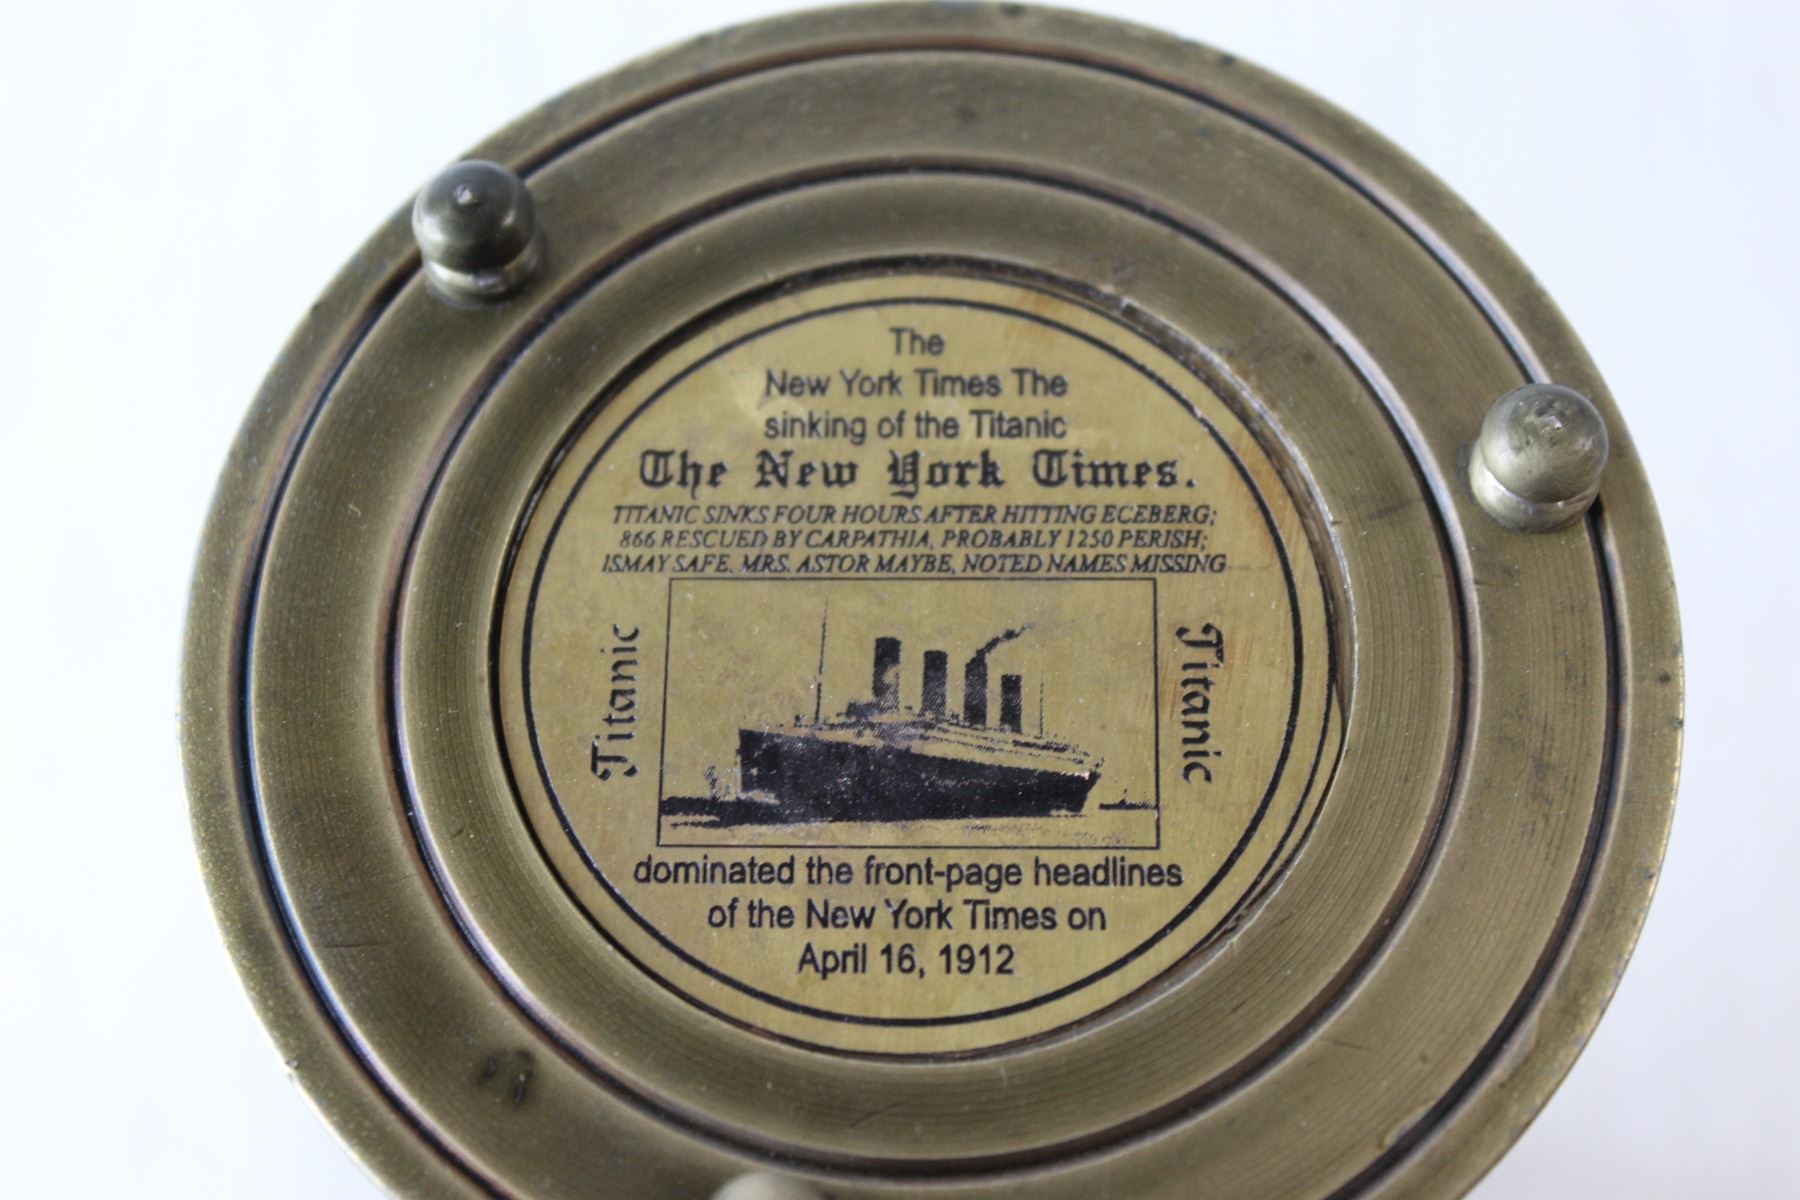 The
New York Times The
sinking of the Titanic
The New York Times.
TITANIC SINKS FOUR HOURS AFTER HITTING ECEBERG;
866 RESCUED BY CARPATHIA, PROBABLY 1250 PERISH;
ISMAY SAFE, MRS. ASTOR MAYBE, NOTED NAMES MISSING
Titanic
Titanic
dominated the front-page headlines
of the New York Times on
April 16, 1912